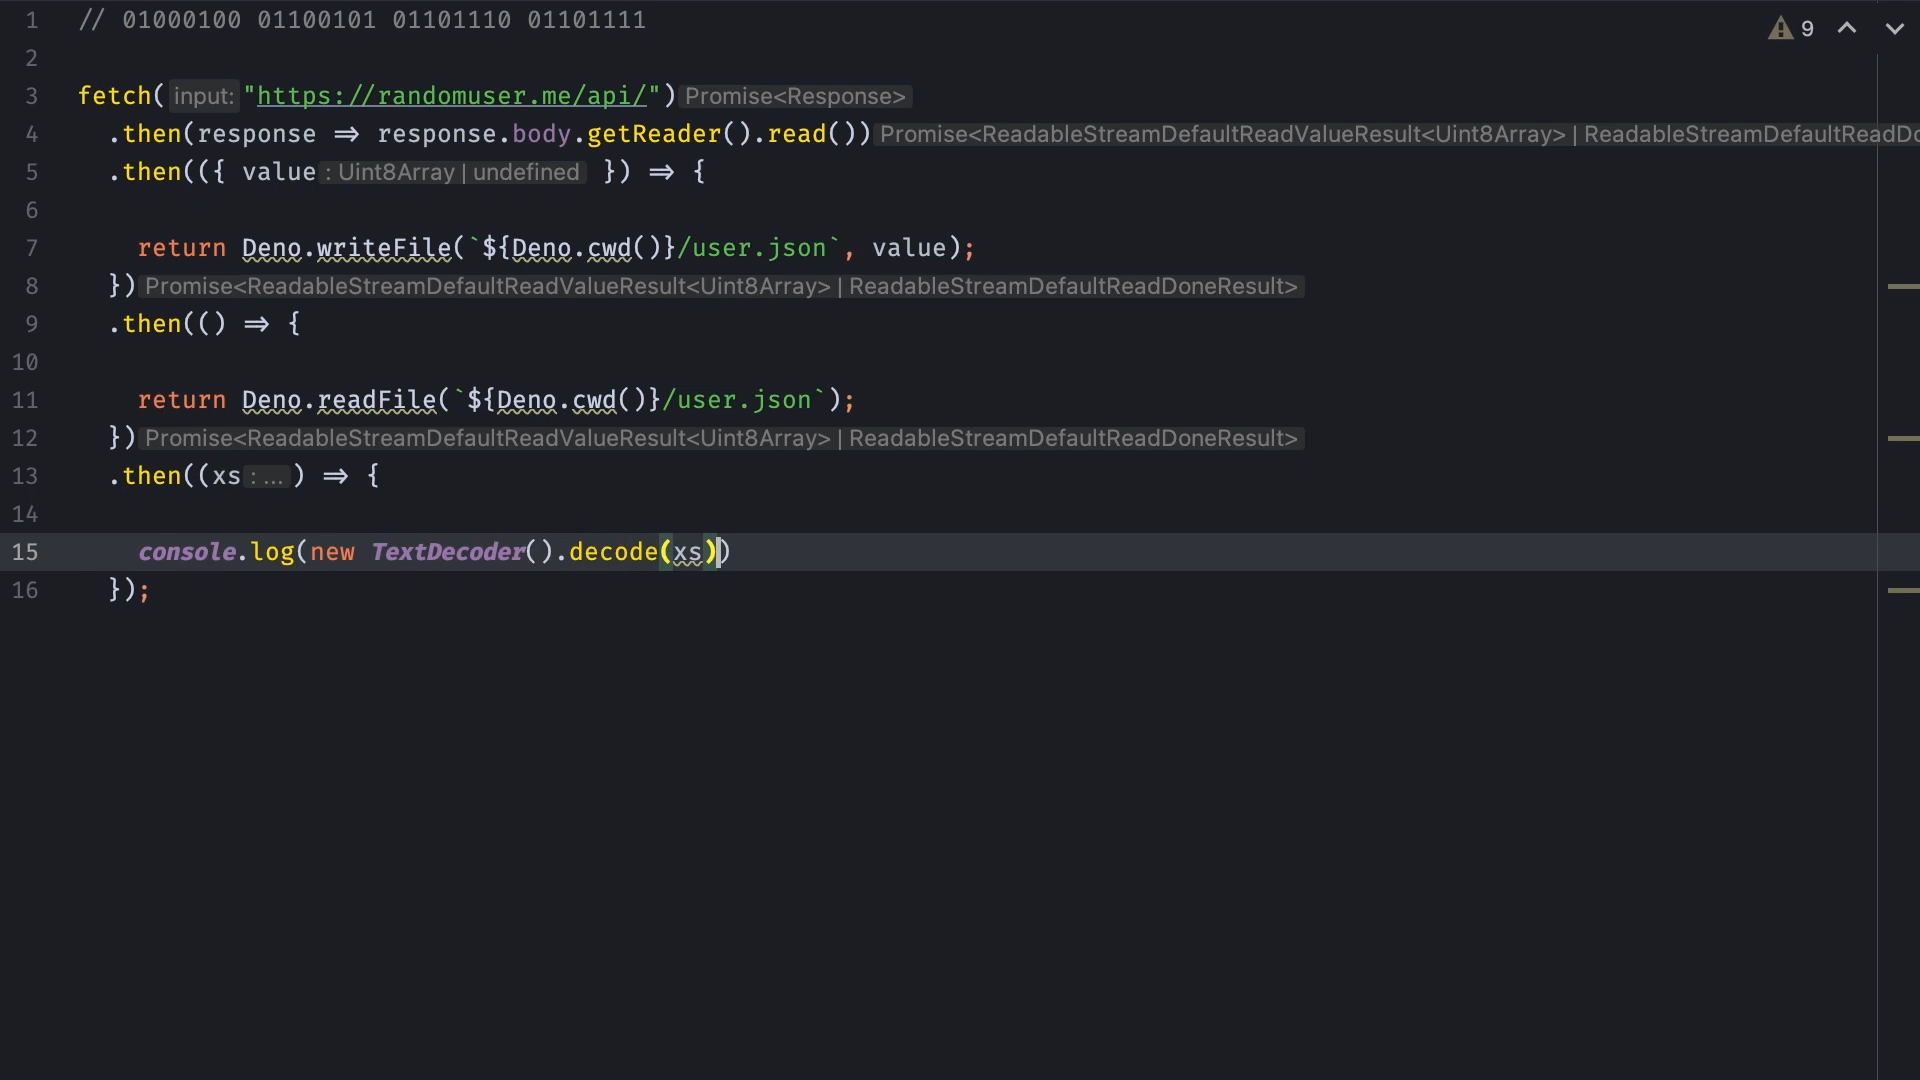 1 // 01000100 01100101 01101110 01101111
9
2
3 fetch( input: "https://randomuser.me/api/") Promise<Response>
4 .then(response => response.body.getReader().read()) Promise<ReadableStreamDefaultReadValueResult<Uint8Array> | ReadableStreamDefaultReadDo
5 .then(({ value : Uint8Array | undefined }) => {
6
7 return Deno.writeFile(`${Deno.cwd()}/user.json`, value);
8 }) Promise<ReadableStreamDefaultReadValueResult<Uint8Array> | ReadableStreamDefaultReadDoneResult>
9 .then(() => {
10
11 return Deno.readFile(`${Deno.cwd()}/user.json`);
12 }) Promise<ReadableStreamDefaultReadValueResult<Uint8Array> | ReadableStreamDefaultReadDoneResult>
13 .then((xs : ... ) => {
14
15 console.log(new TextDecoder().decode(xs))
16 });